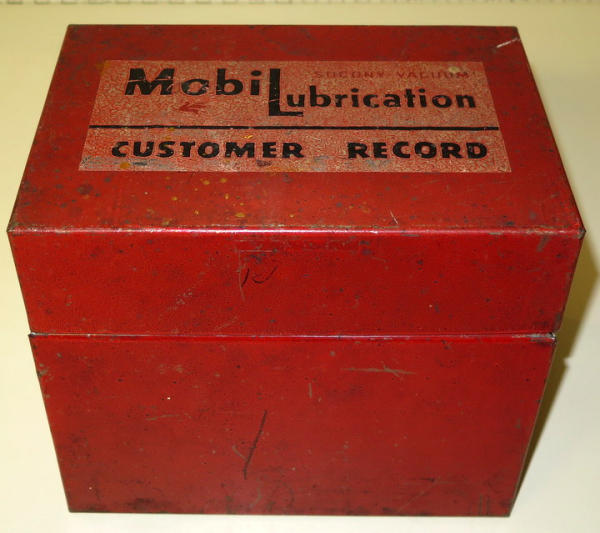 SOCONY-VACUUM
MobiLubrication
CUSTOMER RECORD